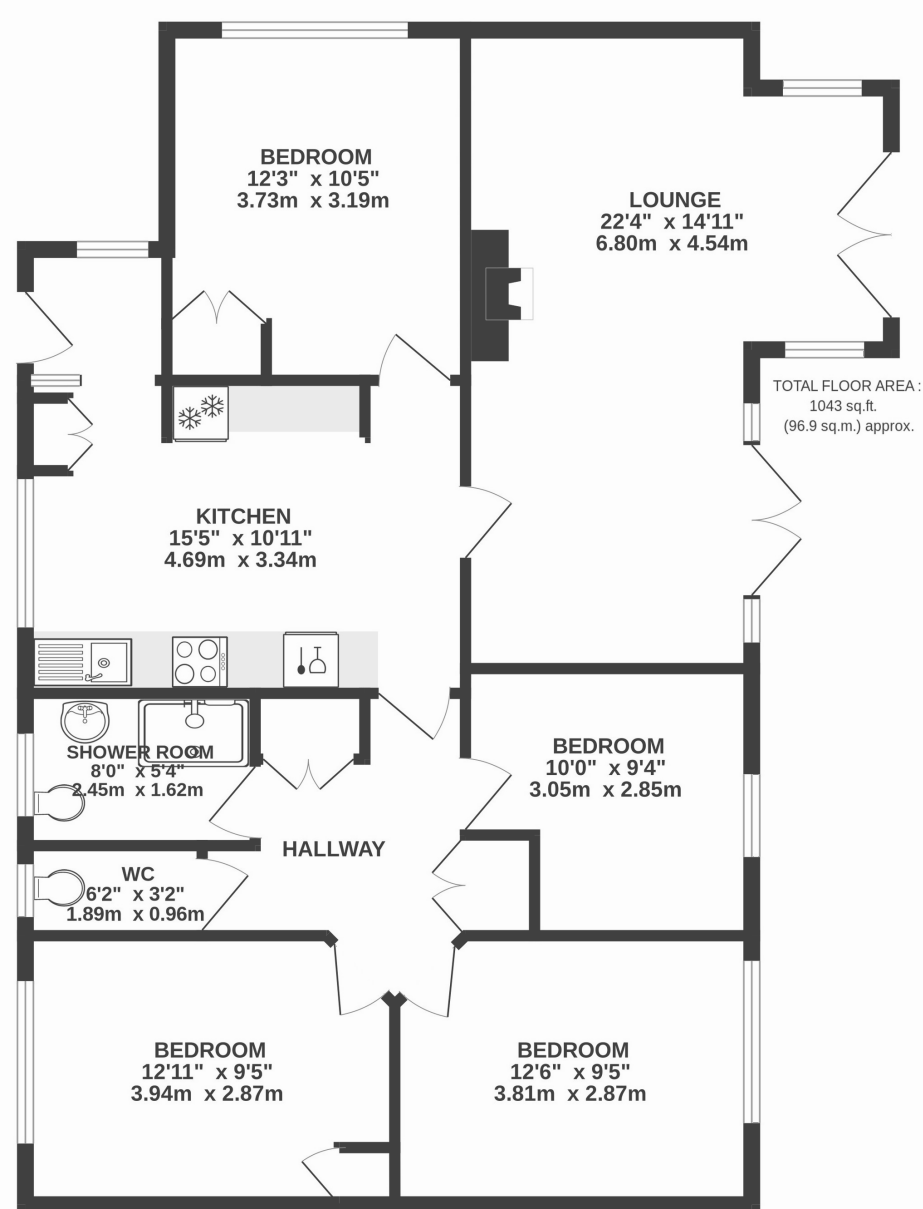 BEDROOM
12'3" x 10'5"
3.73m x 3.19m
LOUNGE
22'4" x 14'11"
6.80m x 4.54m
TOTAL FLOOR AREA :
1043 sq.ft.
(96.9 sq.m.) approx.
KITCHEN
15'5" x 10'11"
4.69m x 3.34m
SHOWER ROOM
8'0" x 5'4"
2.45m x 1.62m
BEDROOM
10'0" x 9'4"
3.05m x 2.85m
HALLWAY
WC
6'2" x 3'2"
1.89m x 0.96m
BEDROOM
12'11" x 9'5"
3.94m x 2.87m
BEDROOM
12'6" x 9'5"
3.81m x 2.87m